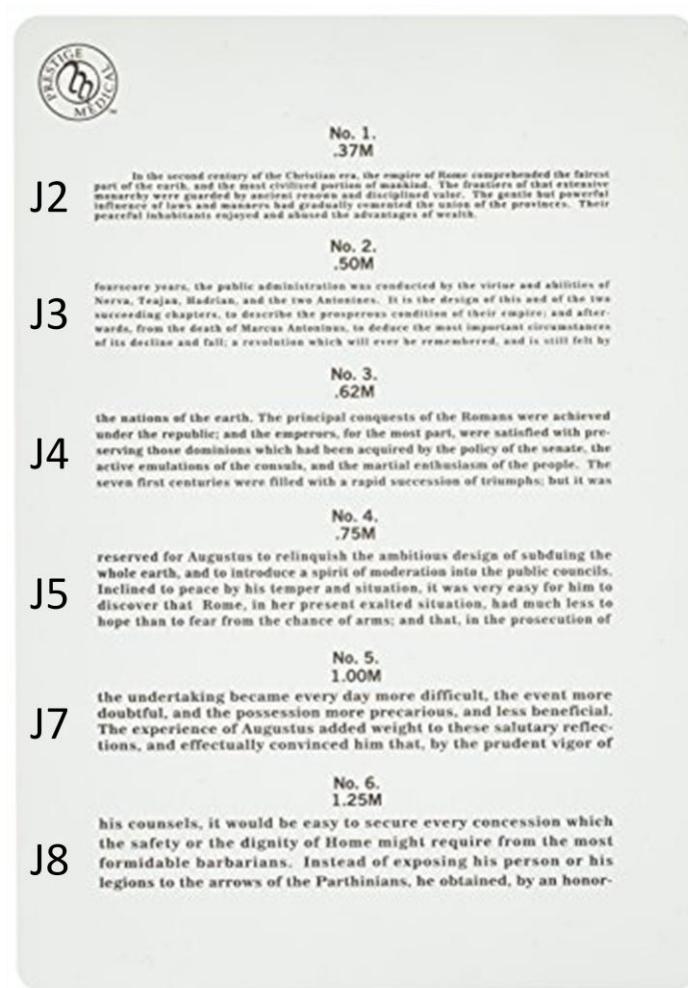 PRESTIGE MEDICAL™
No. 1.
.37M
J2
In the second century of the Christian era, the empire of Rome comprehended the fairest
part of the earth, and the most civilised portion of mankind. The frontiers of that extensive
monarchy were guarded by ancient renown and disciplined valor. The gentle but powerful
influence of laws and manners had gradually cemented the union of the provinces. Their
peaceful inhabitants enjoyed and abused the advantages of wealth.
No. 2.
.50M
J3
fourscore years, the public administration was conducted by the virtue and abilities of
Nerva, Teajan, Hadrian, and the two Antonines. It is the design of this and of the two
succeeding chapters, to describe the prosperous condition of their empire; and after-
wards, from the death of Marcus Antoninus, to deduce the most important circumstances
of its decline and fall; a revolution which will ever be remembered, and is still felt by
No. 3.
.62M
J4
the nations of the earth. The principal conquests of the Romans were achieved
under the republic; and the emperors, for the most part, were satisfied with pre-
serving those dominions which had been acquired by the policy of the senate, the
active emulations of the consuls, and the martial enthusiasm of the people. The
seven first centuries were filled with a rapid succession of triumphs; but it was
No. 4.
.75M
J5
reserved for Augustus to relinquish the ambitious design of subduing the
whole earth, and to introduce a spirit of moderation into the public councils.
Inclined to peace by his temper and situation, it was very easy for him to
discover that Rome, in her present exalted situation, had much less to
hope than to fear from the chance of arms; and that, in the prosecution of
No. 5.
1.00M
J7
the undertaking became every day more difficult, the event more
doubtful, and the possession more precarious, and less beneficial.
The experience of Augustus added weight to these salutary reflec-
tions, and effectually convinced him that, by the prudent vigor of
No. 6.
1.25M
J8
his counsels, it would be easy to secure every concession which
the safety or the dignity of Home might require from the most
formidable barbarians. Instead of exposing his person or his
legions to the arrows of the Parthinians, he obtained, by an honor-